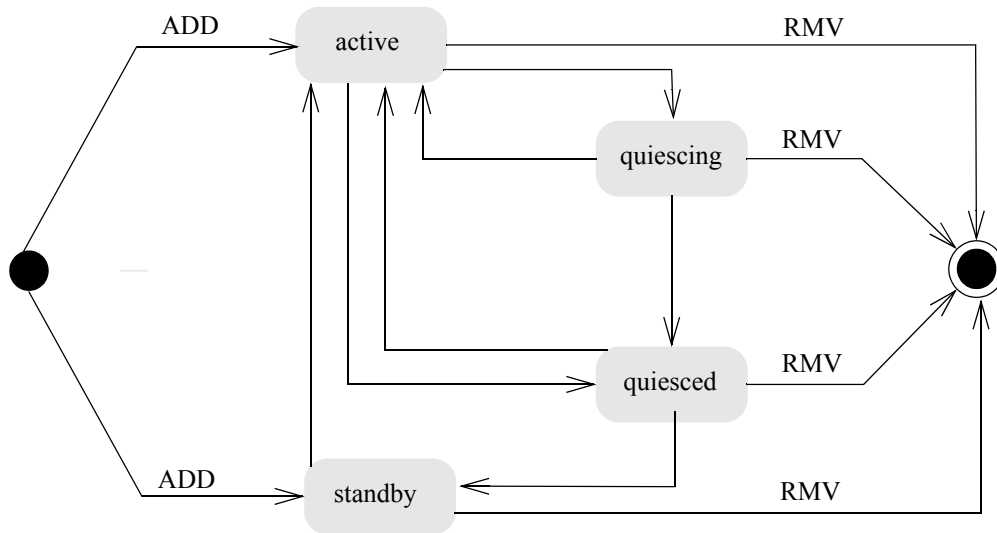 ADD
active
RMV
quiescing
RMV
quiesced
RMV
ADD
standby
RMV